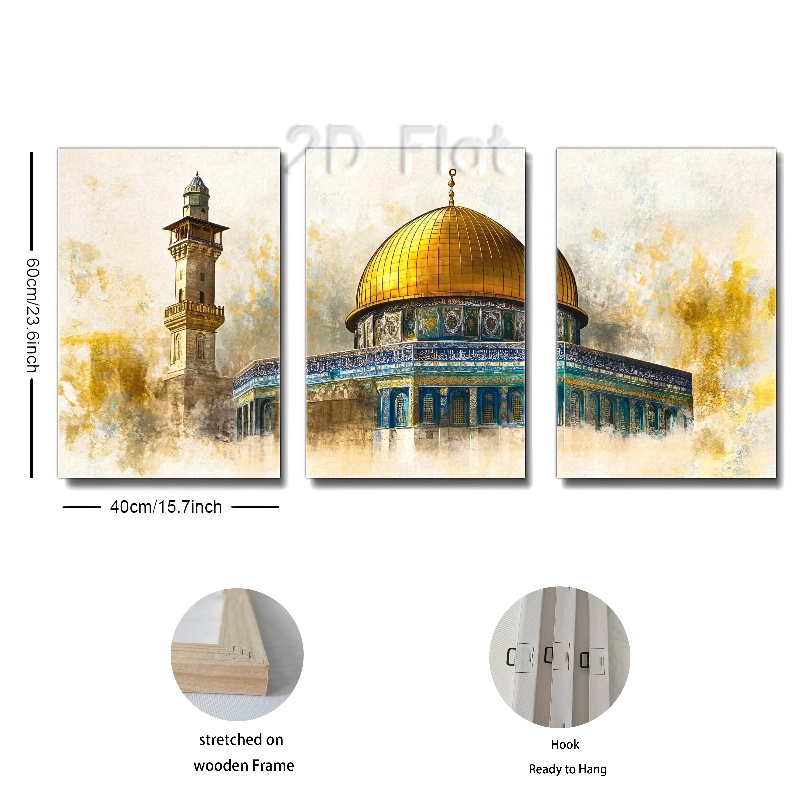 2D Flat
60cm/23.6inch
40cm/15.7inch
stretched on
wooden Frame
Hook
Ready to Hang